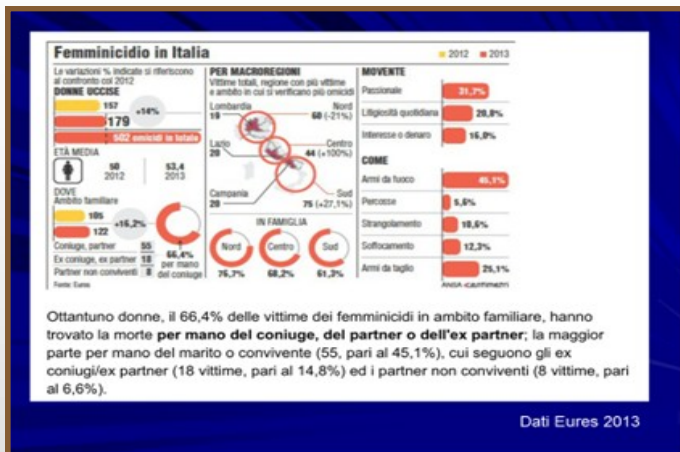 Femminicidio in Italia
2012 2013
Le variazioni % indicate si riferiscono
al confronto col 2012
DONNE UCCISE
157
+14%
179
502 omicidi in totale
ETÀ MEDIA
50
2012
53,4
2013
DOVE
Ambito familiare
105
+16,2%
122
Coniuge, partner 55
Ex coniuge, ex partner 18
Partner non conviventi 8
66,4%
per mano
del coniuge
Fonte: Eures
PER MACROREGIONI
Vittime totali, regione con più vittime
e ambito in cui si verificano più omicidi
Lombardia
19
Nord
60 (-21%)
Lazio
20
Centro
44 (+100%)
Campania
20
Sud
75 (+27,1%)
IN FAMIGLIA
Nord Centro Sud
76,7% 68,2% 61,3%
MOVENTE
Passionale 31,7%
Litigiosità quotidiana 20,8%
Interesse o denaro 16,0%
COME
Armi da fuoco 45,1%
Percosse 5,6%
Strangolamento 10,6%
Soffocamento 12,3%
Armi da taglio 25,1%
Ottantuno donne, il 66,4% delle vittime dei femminicidi in ambito familiare, hanno
trovato la morte per mano del coniuge, del partner o dell'ex partner; la maggior
parte per mano del marito o convivente (55, pari al 45,1%), cui seguono gli ex
coniugi/ex partner (18 vittime, pari al 14,8%) ed i partner non conviventi (8 vittime, pari
al 6,6%).
Dati Eures 2013